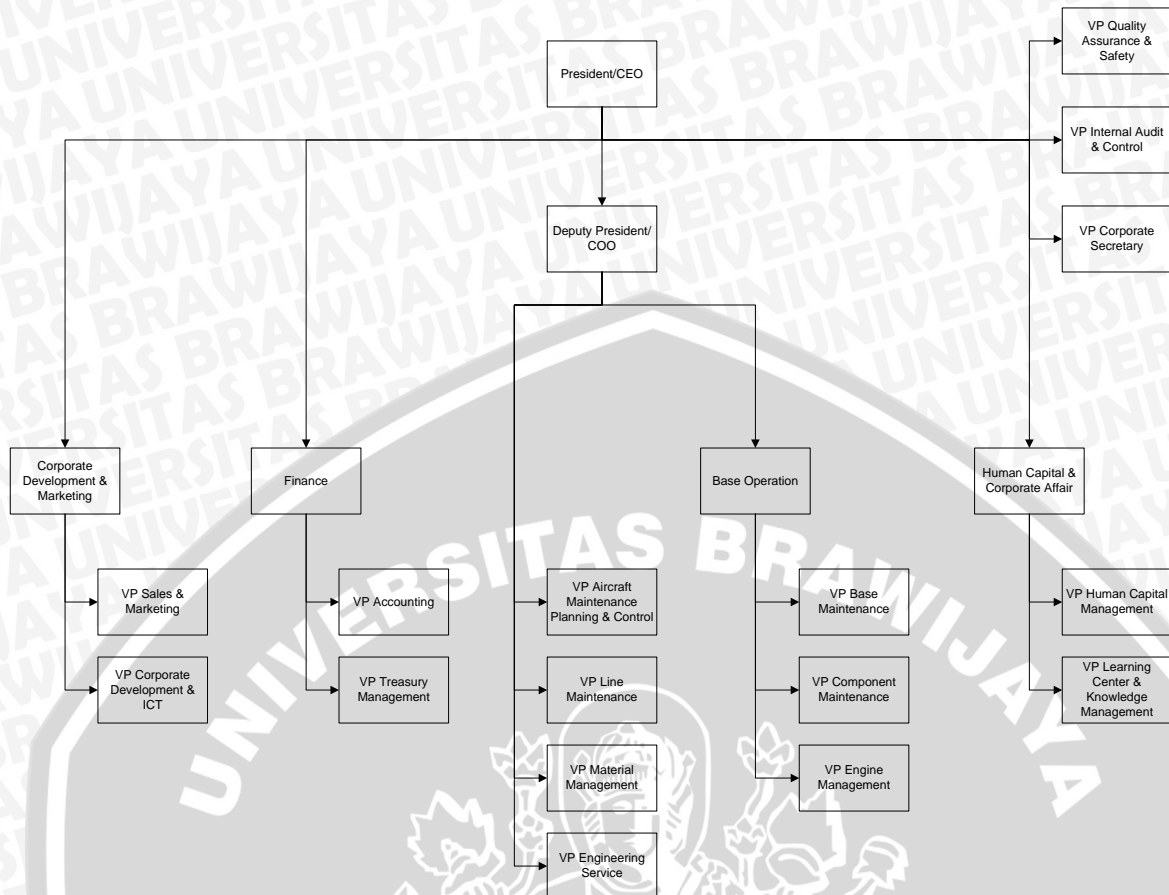 VP Quality
Assurance &
Safety
President/CEO
VP Internal Audit
& Control
Deputy President/
COO
VP Corporate
Secretary
Corporate
Development &
Marketing
Finance
Base Operation
Human Capital &
Corporate Affair
VP Sales &
Marketing
VP Accounting
VP Aircraft
Maintenance
Planning & Control
VP Base
Maintenance
VP Human Capital
Management
VP Corporate
Development &
ICT
VP Treasury
Management
VP Line
Maintenance
VP Component
Maintenance
VP Learning
Center &
Knowledge
Management
VP Material
Management
VP Engine
Management
VP Engineering
Service
UNIVERSITAS BRAWIJAYA